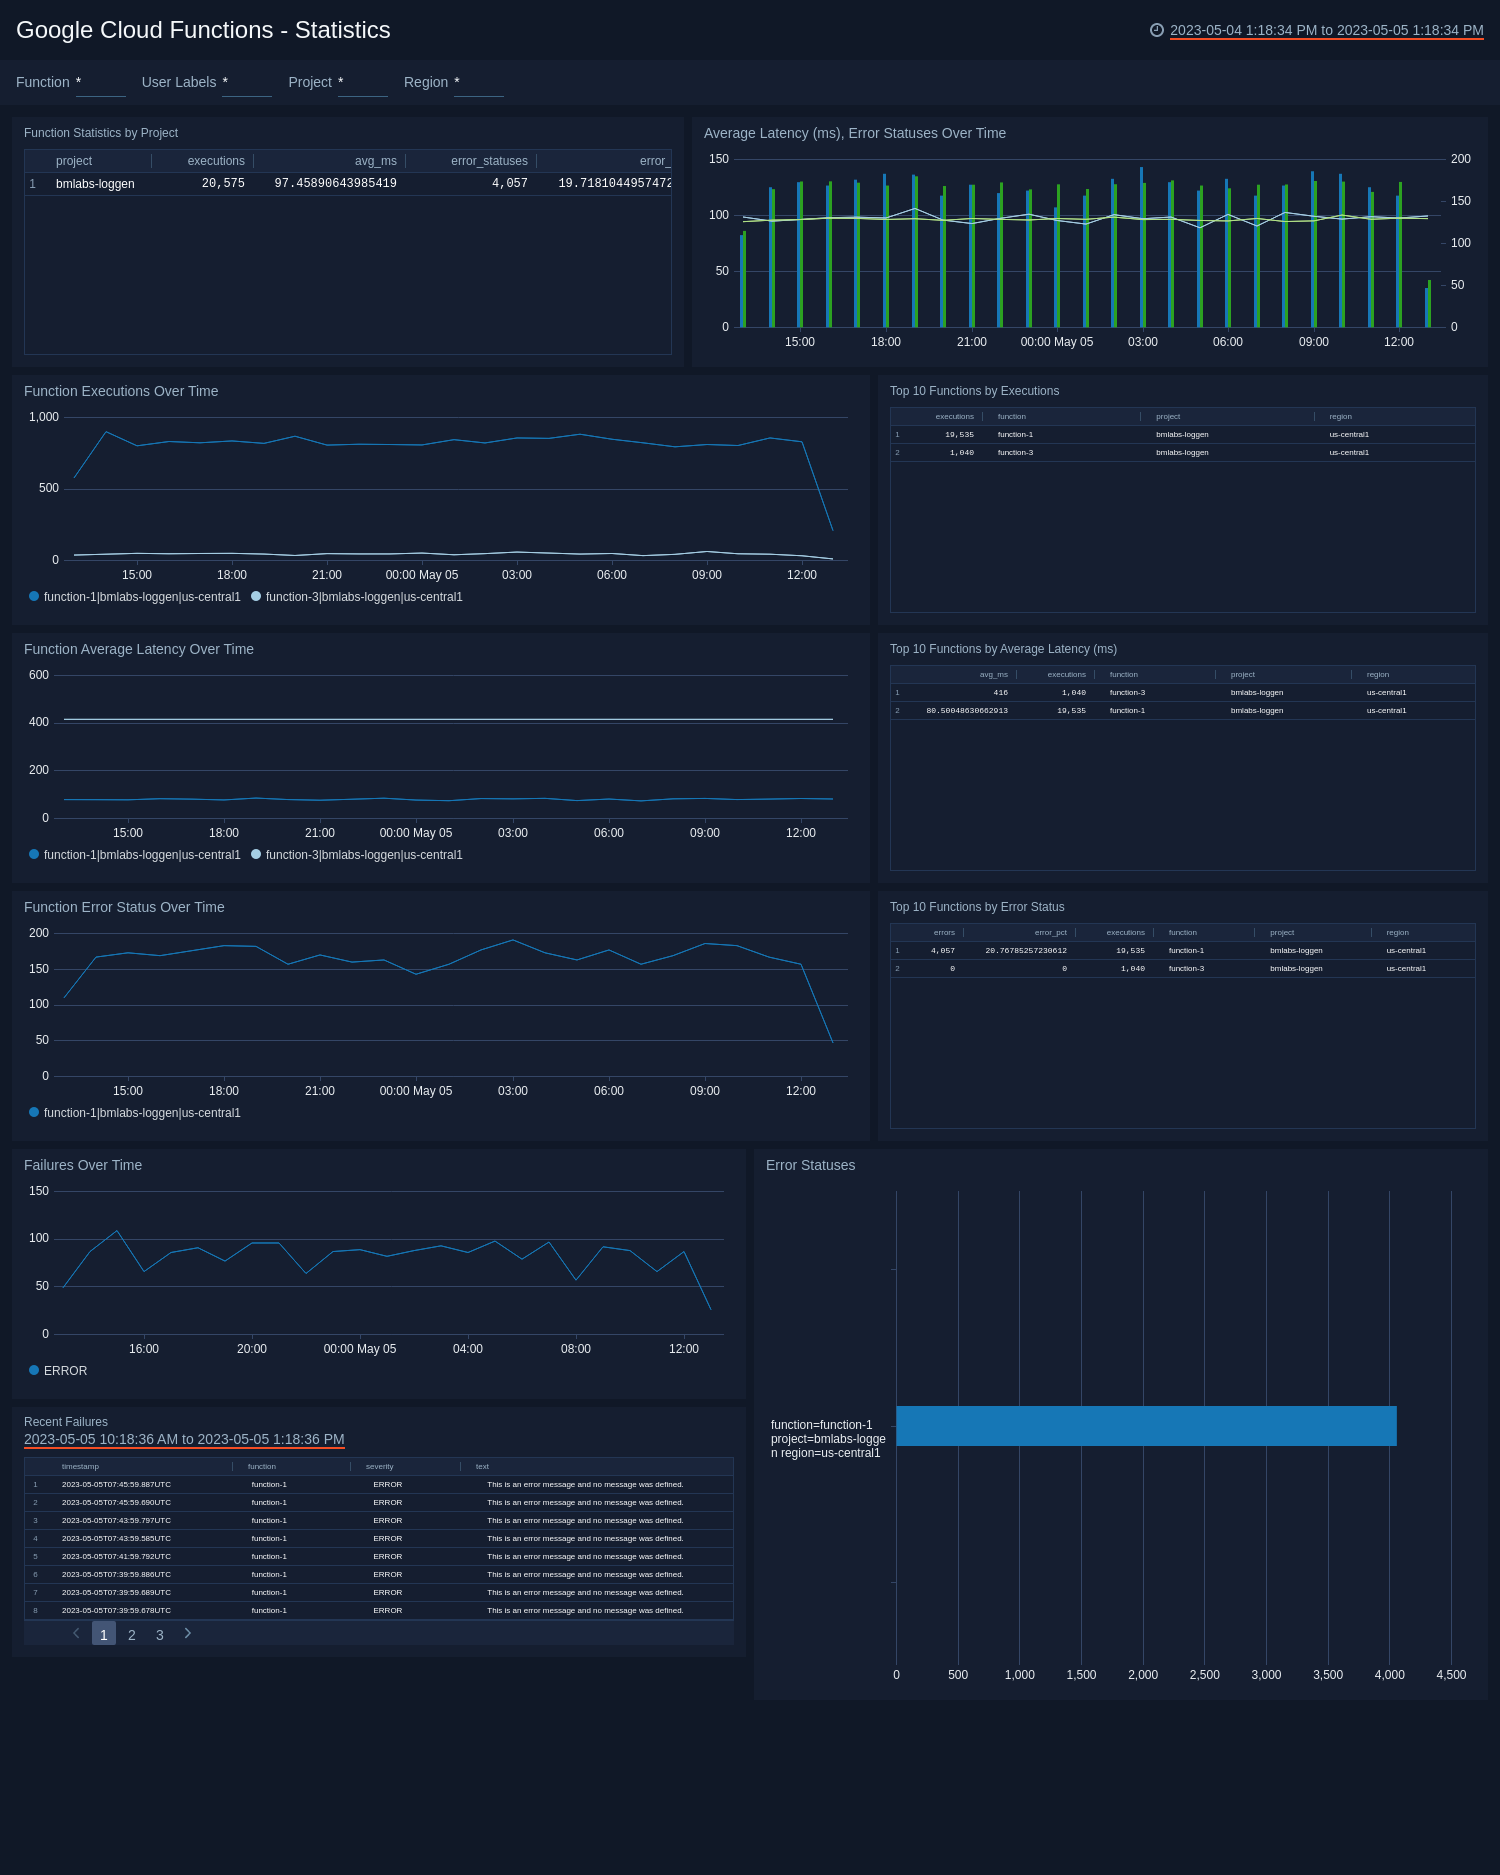 Google Cloud Functions - Statistics
2023-05-04 1:18:34 PM to 2023-05-05 1:18:34 PM
Function * User Labels * Project * Region *
Function Statistics by Project
project executions avg_ms error_statuses error_
1 bmlabs-loggen 20,575 97.45890643985419 4,057 19.7181044957472
Average Latency (ms), Error Statuses Over Time
150 200
150
100
100
50
50
0 0
15:00 18:00 21:00 00:00 May 05 03:00 06:00 09:00 12:00
Function Executions Over Time
1,000
500
0
15:00 18:00 21:00 00:00 May 05 03:00 06:00 09:00 12:00
function-1|bmlabs-loggen|us-central1 function-3|bmlabs-loggen|us-central1
Top 10 Functions by Executions
executions function project region
1 19,535 function-1 bmlabs-loggen us-central1
2 1,040 function-3 bmlabs-loggen us-central1
Function Average Latency Over Time
600
400
200
0
15:00 18:00 21:00 00:00 May 05 03:00 06:00 09:00 12:00
function-1|bmlabs-loggen|us-central1 function-3|bmlabs-loggen|us-central1
Top 10 Functions by Average Latency (ms)
avg_ms executions function project region
1 416 1,040 function-3 bmlabs-loggen us-central1
2 80.50048630662913 19,535 function-1 bmlabs-loggen us-central1
Function Error Status Over Time
200
150
100
50
0
15:00 18:00 21:00 00:00 May 05 03:00 06:00 09:00 12:00
function-1|bmlabs-loggen|us-central1
Top 10 Functions by Error Status
errors error_pct executions function project region
1 4,057 20.76785257230612 19,535 function-1 bmlabs-loggen us-central1
2 0 0 1,040 function-3 bmlabs-loggen us-central1
Failures Over Time
150
100
50
0
16:00 20:00 00:00 May 05 04:00 08:00 12:00
ERROR
Recent Failures
2023-05-05 10:18:36 AM to 2023-05-05 1:18:36 PM
timestamp function severity text
1 2023-05-05T07:45:59.887UTC function-1 ERROR This is an error message and no message was defined.
2 2023-05-05T07:45:59.690UTC function-1 ERROR This is an error message and no message was defined.
3 2023-05-05T07:43:59.797UTC function-1 ERROR This is an error message and no message was defined.
4 2023-05-05T07:43:59.585UTC function-1 ERROR This is an error message and no message was defined.
5 2023-05-05T07:41:59.792UTC function-1 ERROR This is an error message and no message was defined.
6 2023-05-05T07:39:59.886UTC function-1 ERROR This is an error message and no message was defined.
7 2023-05-05T07:39:59.689UTC function-1 ERROR This is an error message and no message was defined.
8 2023-05-05T07:39:59.678UTC function-1 ERROR This is an error message and no message was defined.
1 2 3
Error Statuses
function=function-1
project=bmlabs-logge
n region=us-central1
0 500 1,000 1,500 2,000 2,500 3,000 3,500 4,000 4,500